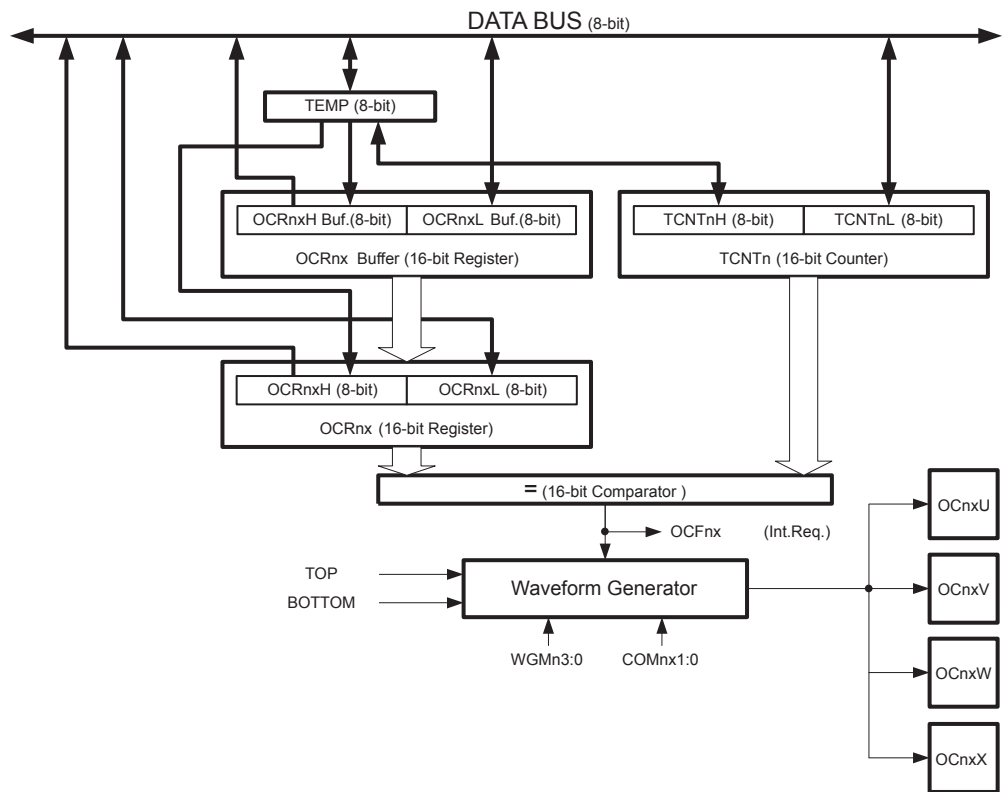 DATA BUS (8-bit)
TEMP (8-bit)
OCRnxH Buf.(8-bit) OCRnxL Buf.(8-bit)
OCRnx Buffer (16-bit Register)
TCNTnH (8-bit) TCNTnL (8-bit)
TCNTn (16-bit Counter)
OCRnxH (8-bit) OCRnxL (8-bit)
OCRnx (16-bit Register)
= (16-bit Comparator )
OCFnx (Int.Req.)
TOP
BOTTOM
Waveform Generator
WGMn3:0 COMnx1:0
OCnxU
OCnxV
OCnxW
OCnxX